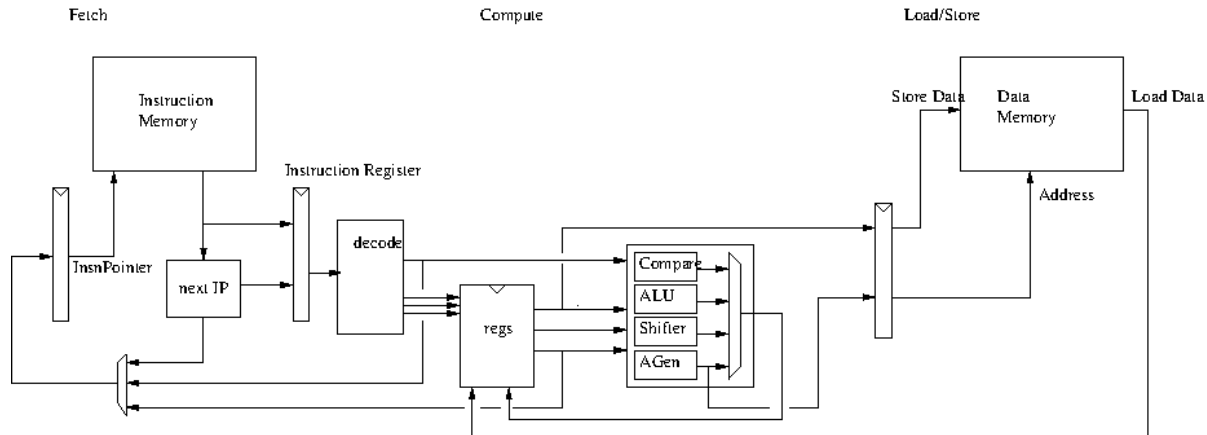 Fetch
Compute
Load/Store
Instruction
Memory
Store Data
Data
Memory
Load Data
Instruction Register
Address
InsnPointer
decode
next IP
regs
Compare
ALU
Shifter
AGen